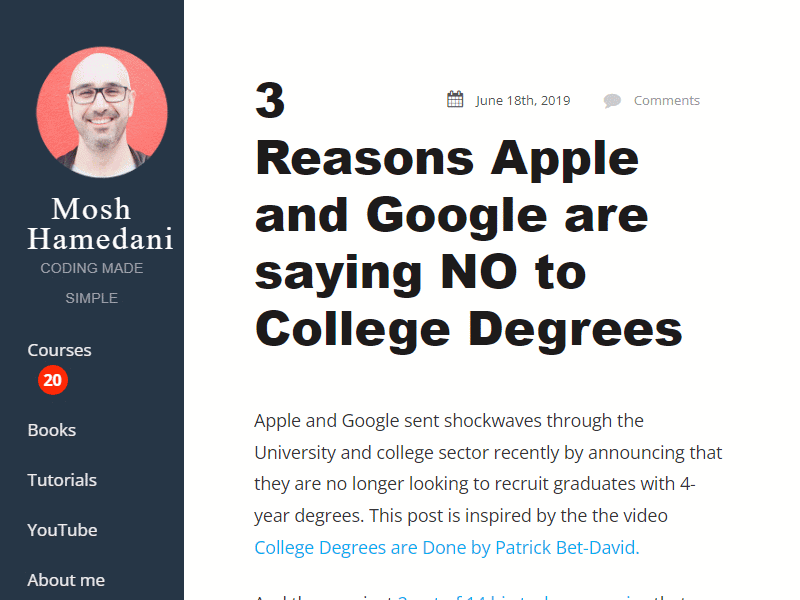 Mosh
Hamedani
CODING MADE
SIMPLE
Courses
20
Books
Tutorials
YouTube
About me
3
June 18th, 2019
Comments
Reasons Apple
and Google are
saying NO to
College Degrees
Apple and Google sent shockwaves through the
University and college sector recently by announcing that
they are no longer looking to recruit graduates with 4-
year degrees. This post is inspired by the the video
College Degrees are Done by Patrick Bet-David.